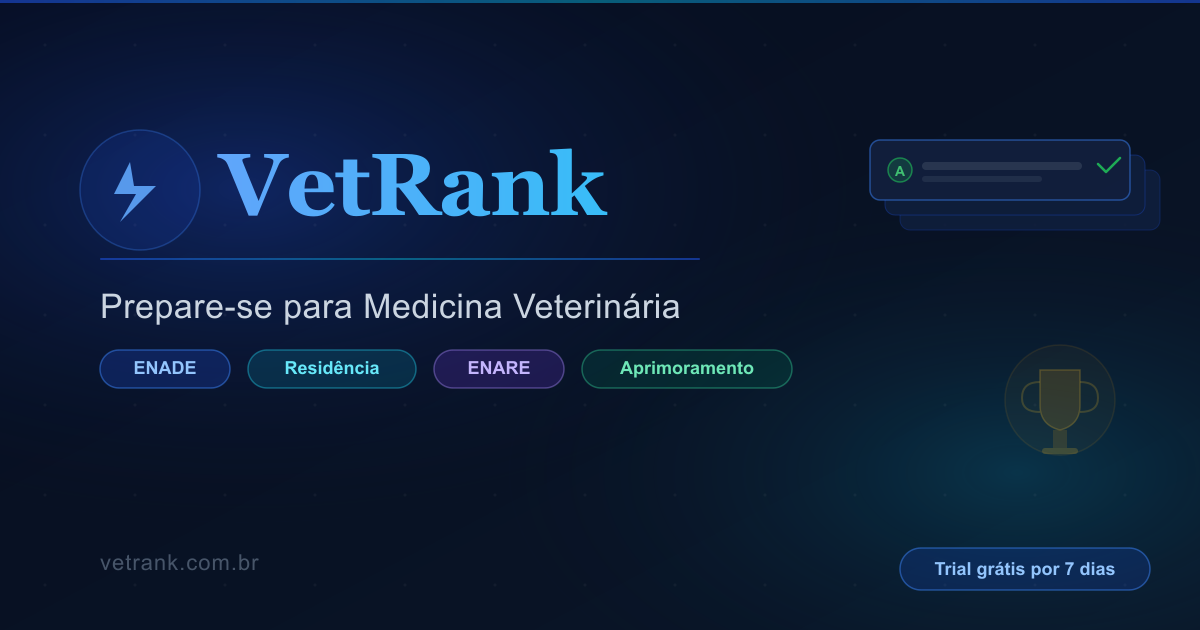 VetRank
A
Prepare-se para Medicina Veterinária
ENADE
Residência
ENARE
Aprimoramento
vetrank.com.br
Trial grátis por 7 dias